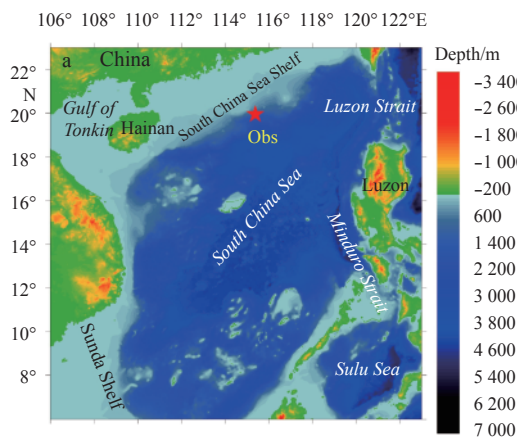 106° 108° 110° 112° 114° 116° 118° 120° 122°E
a China
Depth/m
22°
N
20°
18°
16°
14°
12°
10°
8°
Gulf of
Tonkin
Hainan
South China Sea Shelf
Obs
Luzon Strait
Luzon
South China Sea
Minduro Strait
Sunda Shelf
Sulu Sea
−3 400
−2 600
−1 800
−1 000
−200
600
1 400
2 200
3 000
3 800
4 600
5 400
6 200
7 000